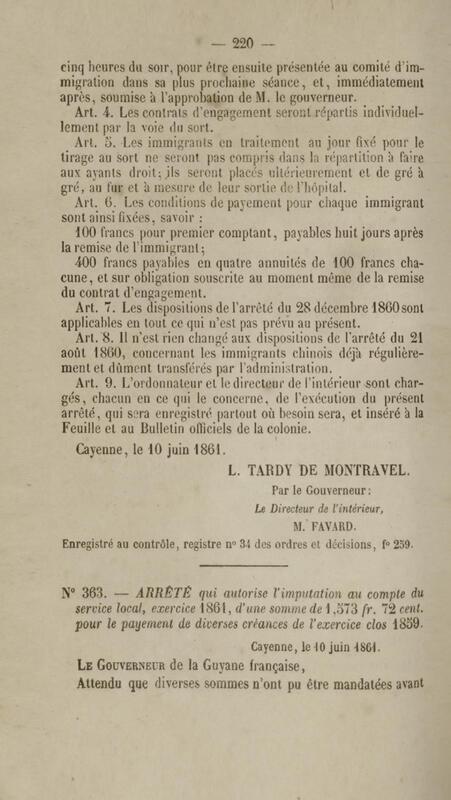 — 220 —
cinq heures du soir, pour être ensuite présentée au comité d'im-
migration dans sa plus prochaine séance, et, immédiatement
après, soumise à l'approbation de M. le gouverneur.
Art. 4. Les contrats d'engagement seront répartis individuel-
lement par la voie du sort.
Art. 5. Les immigrants en traitement au jour fixé pour le
tirage au sort ne seront pas compris dans la répartition à faire
aux ayants droit; ils seront placés ultérieurement et de gré à
gré, au fur et à mesure de leur sortie de l'hôpital.
Art. 6. Les conditions de payement pour chaque immigrant
sont ainsi fixées, savoir :
100 francs pour premier comptant, payables huit jours après
la remise de l'immigrant;
400 francs payables en quatre annuités de 100 francs cha-
cune, et sur obligation souscrite au moment même de la remise
du contrat d'engagement.
Art. 7. Les dispositions de l'arrêté du 28 décembre 1860 sont
applicables en tout ce qui n'est pas prévu au présent.
Art. 8. Il n'est rien changé aux dispositions de l'arrêté du 21
août 1860, concernant les immigrants chinois déjà régulière-
ment et dûment transférés par l'administration.
Art. 9. L'ordonnateur et le directeur de l'intérieur sont char-
gés, chacun en ce qui le concerne, de l'exécution du présent
arrêté, qui sera enregistré partout où besoin sera, et inséré à la
Feuille et au Bulletin officiels de la colonie.
Cayenne, le 10 juin 1861.
L. TARDY DE MONTRAVEL.
Par le Gouverneur:
Le Directeur de l'intérieur,
M. FAVARD.
Enregistré au contrôle, registre n° 34 des ordres et décisions, f° 259.
N° 363. — ARRÊTÉ qui autorise l'imputation au compte du
service local, exercice 1861, d'une somme de 1,573 fr. 72 cent.
pour le payement de diverses créances de l'exercice clos 1859.
Cayenne, le 10 juin 1861.
LE GOUVERNEUR de la Guyane française,
Attendu que diverses sommes n'ont pu être mandatées avant